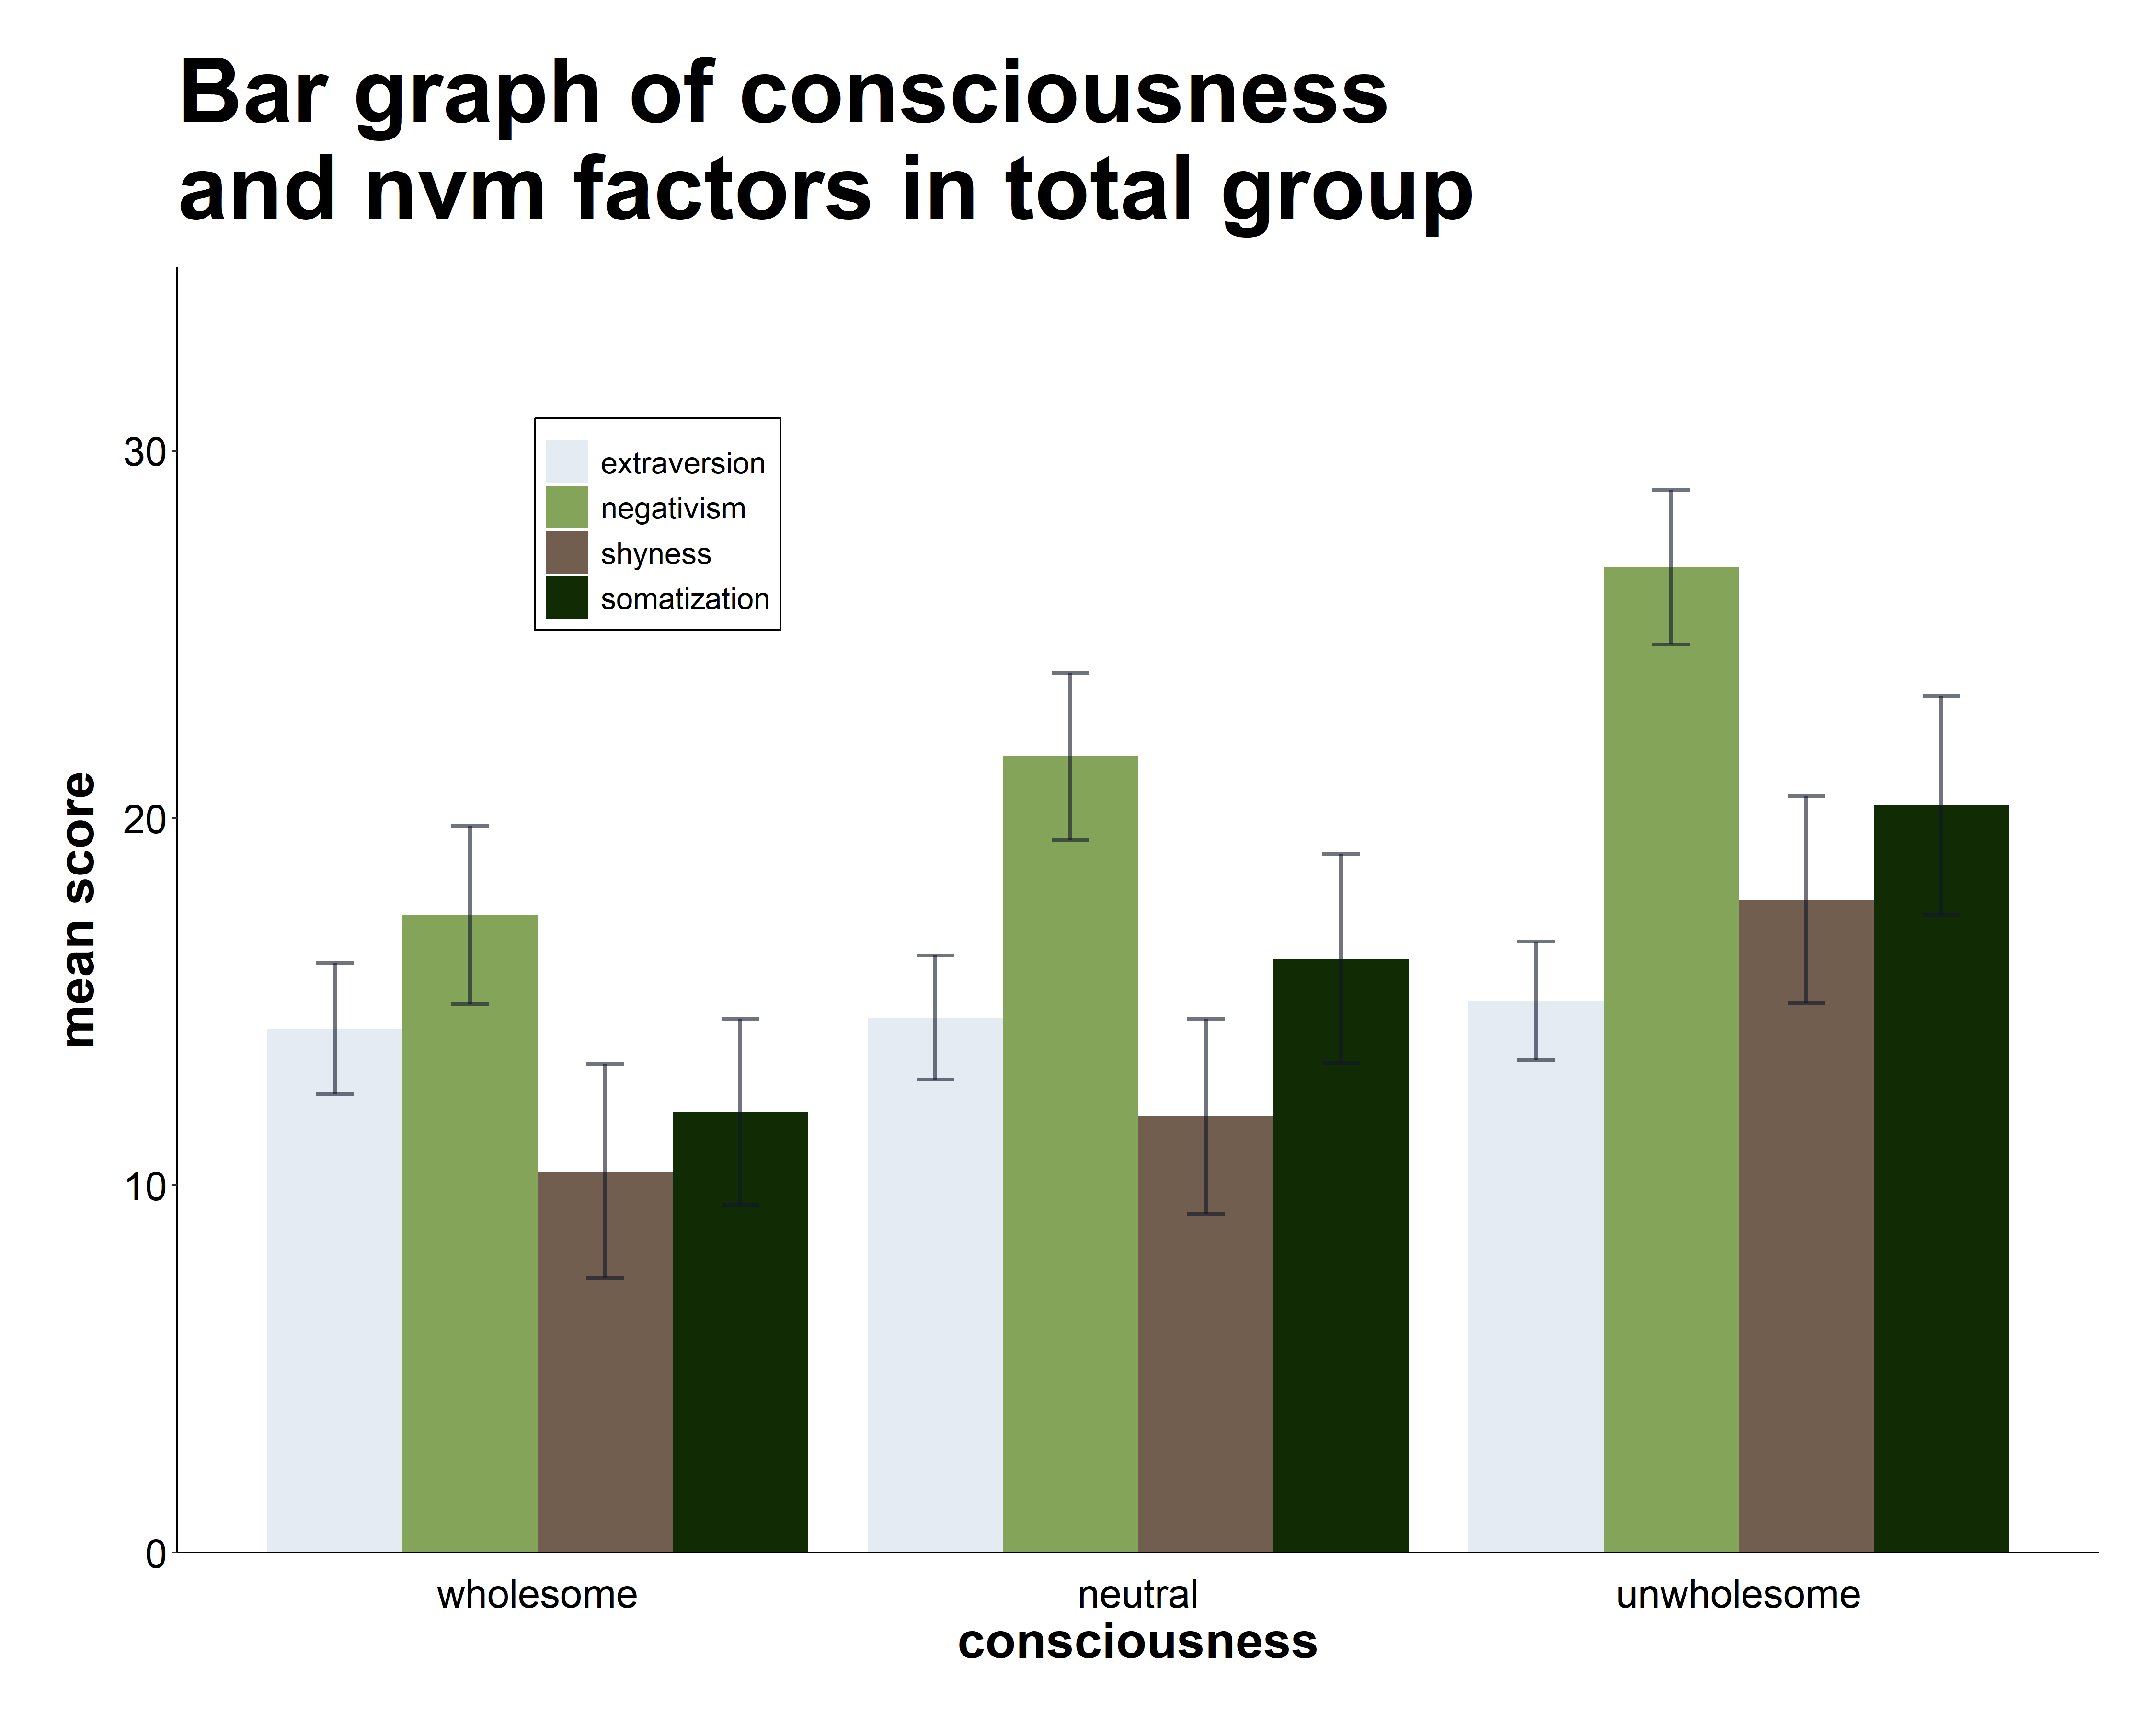 Bar graph of consciousness
and nvm factors in total group
extraversion
negativism
shyness
somatization
mean score
30
20
10
0
wholesome
neutral
unwholesome
consciousness